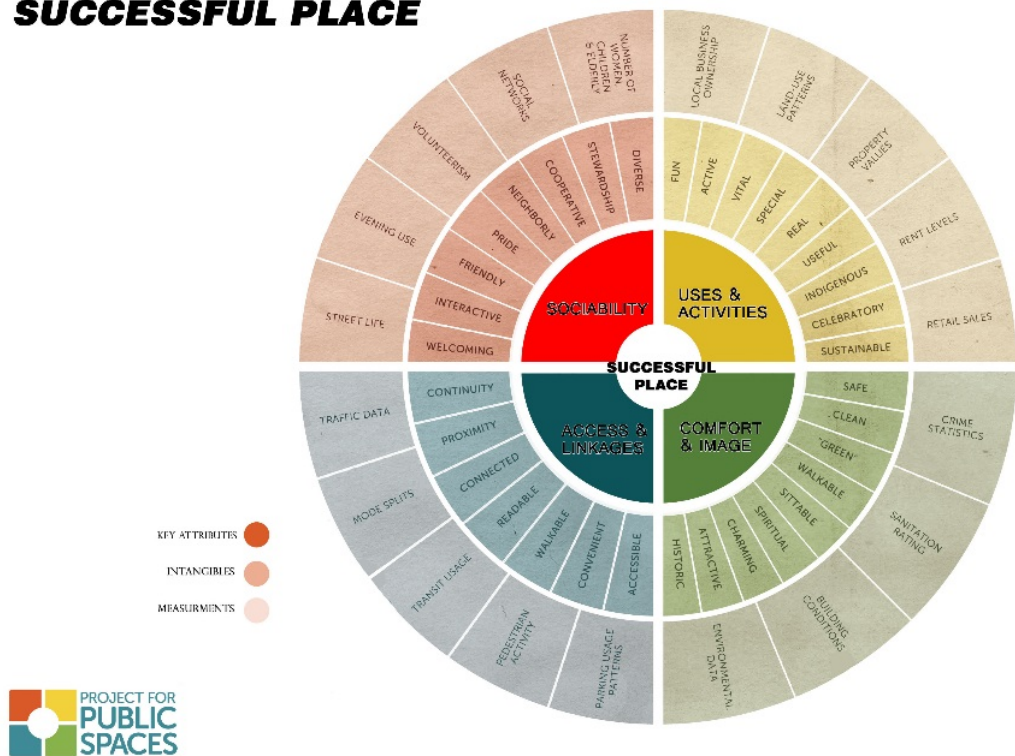 SUCCESSFUL PLACE
NUMBER OF
WOMEN,
CHILDREN
& ELDERLY
SOCIAL
NETWORKS
VOLUNTEERISM
EVENING USE
STREET LIFE
DIVERSE
STEWARDSHIP
COOPERATIVE
NEIGHBORLY
PRIDE
FRIENDLY
INTERACTIVE
WELCOMING
SOCIABILITY
LOCAL BUSINESS
OWNERSHIP
LAND-USE
PATTERNS
PROPERTY
VALUES
RENT LEVELS
RETAIL SALES
FUN
ACTIVE
VITAL
SPECIAL
REAL
USEFUL
INDIGENOUS
CELEBRATORY
SUSTAINABLE
USES &
ACTIVITIES
SUCCESSFUL
PLACE
ACCESS &
LINKAGES
CONTINUITY
PROXIMITY
CONNECTED
READABLE
WALKABLE
CONVENIENT
ACCESSIBLE
TRAFFIC DATA
MODE SPLITS
TRANSIT USAGE
PEDESTRIAN
ACTIVITY
PARKING USAGE
PATTERNS
COMFORT
& IMAGE
SAFE
CLEAN
"GREEN"
WALKABLE
SITTABLE
SPIRITUAL
CHARMING
ATTRACTIVE
HISTORIC
CRIME
STATISTICS
SANITATION
RATING
BUILDING
CONDITIONS
ENVIRONMENTAL
DATA
KEY ATTRIBUTES
INTANGIBLES
MEASURMENTS
PROJECT FOR
PUBLIC
SPACES